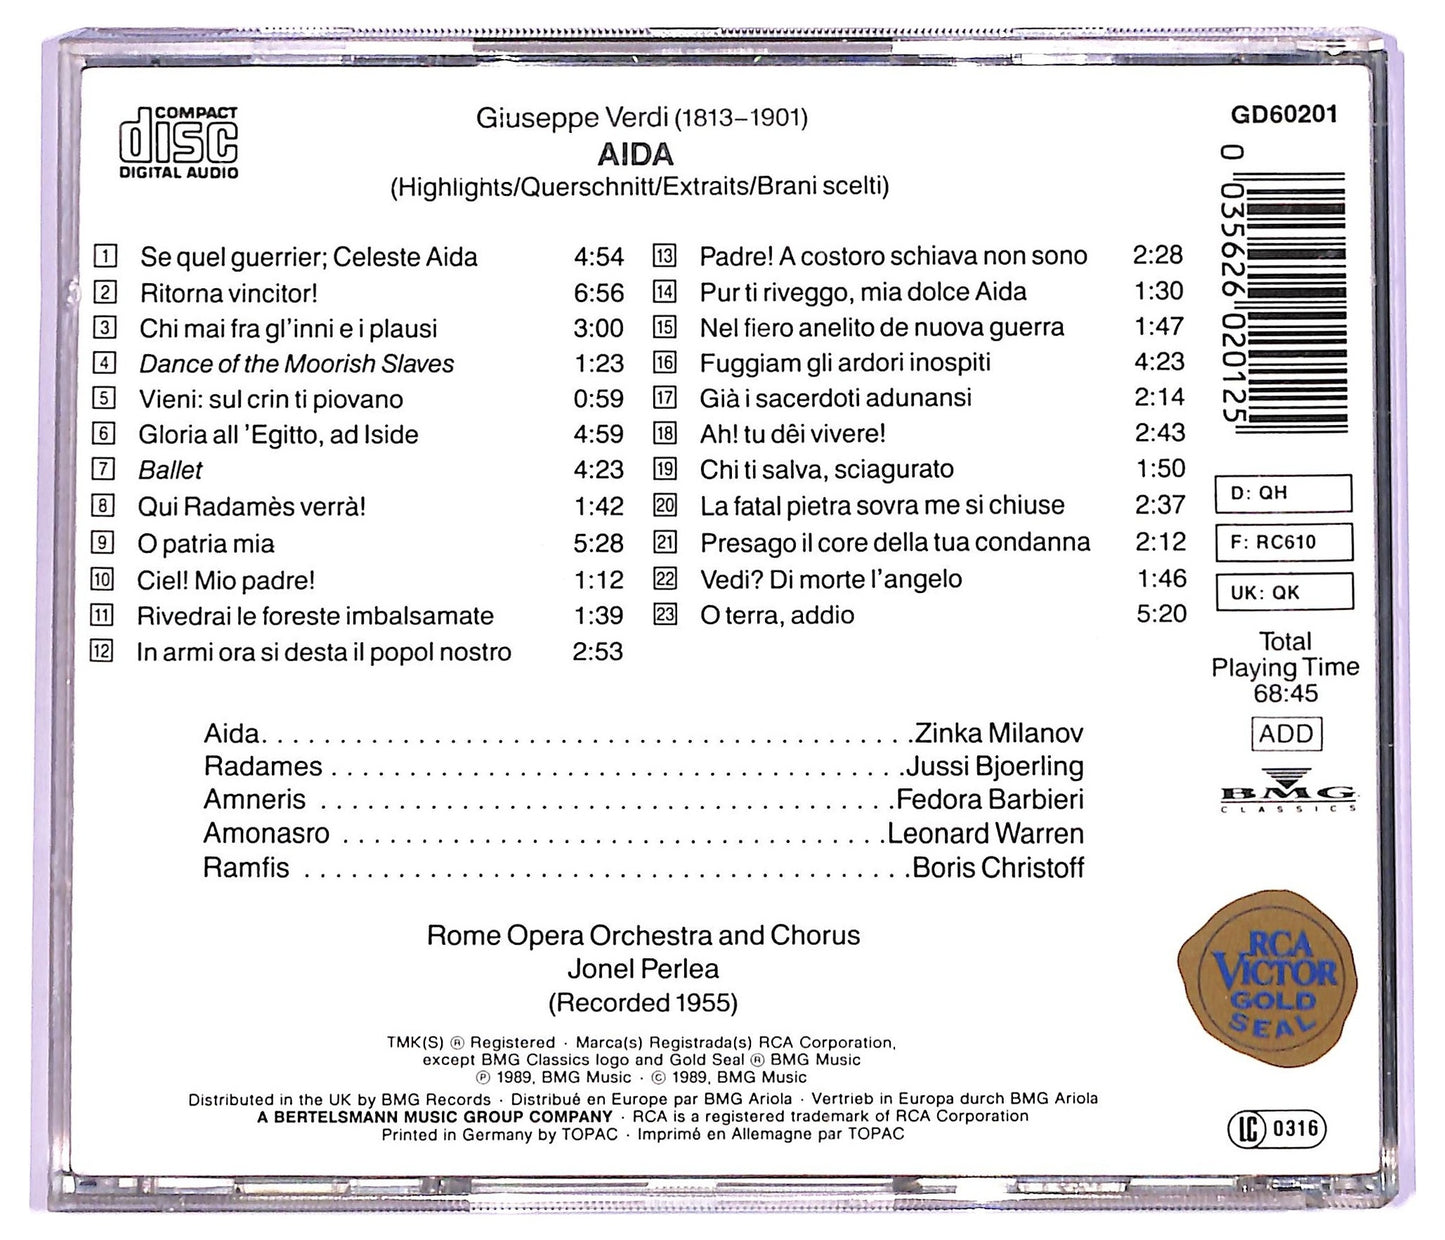 COMPACT
disc
DIGITAL AUDIO
Giuseppe Verdi (1813–1901)
AIDA
(Highlights/Querschnitt/Extraits/Brani scelti)
GD60201
0 035626 020125
1 Se quel guerrier; Celeste Aida 4:54
2 Ritorna vincitor! 6:56
3 Chi mai fra gl'inni e i plausi 3:00
4 Dance of the Moorish Slaves 1:23
5 Vieni: sul crin ti piovano 0:59
6 Gloria all 'Egitto, ad Iside 4:59
7 Ballet 4:23
8 Qui Radamès verrà! 1:42
9 O patria mia 5:28
10 Ciel! Mio padre! 1:12
11 Rivedrai le foreste imbalsamate 1:39
12 In armi ora si desta il popol nostro 2:53
13 Padre! A costoro schiava non sono 2:28
14 Pur ti riveggo, mia dolce Aida 1:30
15 Nel fiero anelito de nuova guerra 1:47
16 Fuggiam gli ardori inospiti 4:23
17 Già i sacerdoti adunansi 2:14
18 Ah! tu dêi vivere! 2:43
19 Chi ti salva, sciagurato 1:50
20 La fatal pietra sovra me si chiuse 2:37
21 Presago il core della tua condanna 2:12
22 Vedi? Di morte l'angelo 1:46
23 O terra, addio 5:20
D: QH
F: RC610
UK: QK
Total
Playing Time
68:45
ADD
BMG
CLASSICS
Aida. . . . . . . . . . . . . . . . . . . . . . . . . . . . . . . . . . . . . . . . . .Zinka Milanov
Radames . . . . . . . . . . . . . . . . . . . . . . . . . . . . . . . . . . . . .Jussi Bjoerling
Amneris . . . . . . . . . . . . . . . . . . . . . . . . . . . . . . . . . . . . .Fedora Barbieri
Amonasro . . . . . . . . . . . . . . . . . . . . . . . . . . . . . . . . . . .Leonard Warren
Ramfis . . . . . . . . . . . . . . . . . . . . . . . . . . . . . . . . . . . . . . .Boris Christoff
Rome Opera Orchestra and Chorus
Jonel Perlea
(Recorded 1955)
RCA
VICTOR
GOLD
SEAL
TMK(S) ® Registered · Marca(s) Registrada(s) RCA Corporation,
except BMG Classics logo and Gold Seal ® BMG Music
℗ 1989, BMG Music · © 1989, BMG Music
Distributed in the UK by BMG Records · Distribué en Europe par BMG Ariola · Vertrieb in Europa durch BMG Ariola
A BERTELSMANN MUSIC GROUP COMPANY · RCA is a registered trademark of RCA Corporation
Printed in Germany by TOPAC · Imprimé en Allemagne par TOPAC
LC 0316